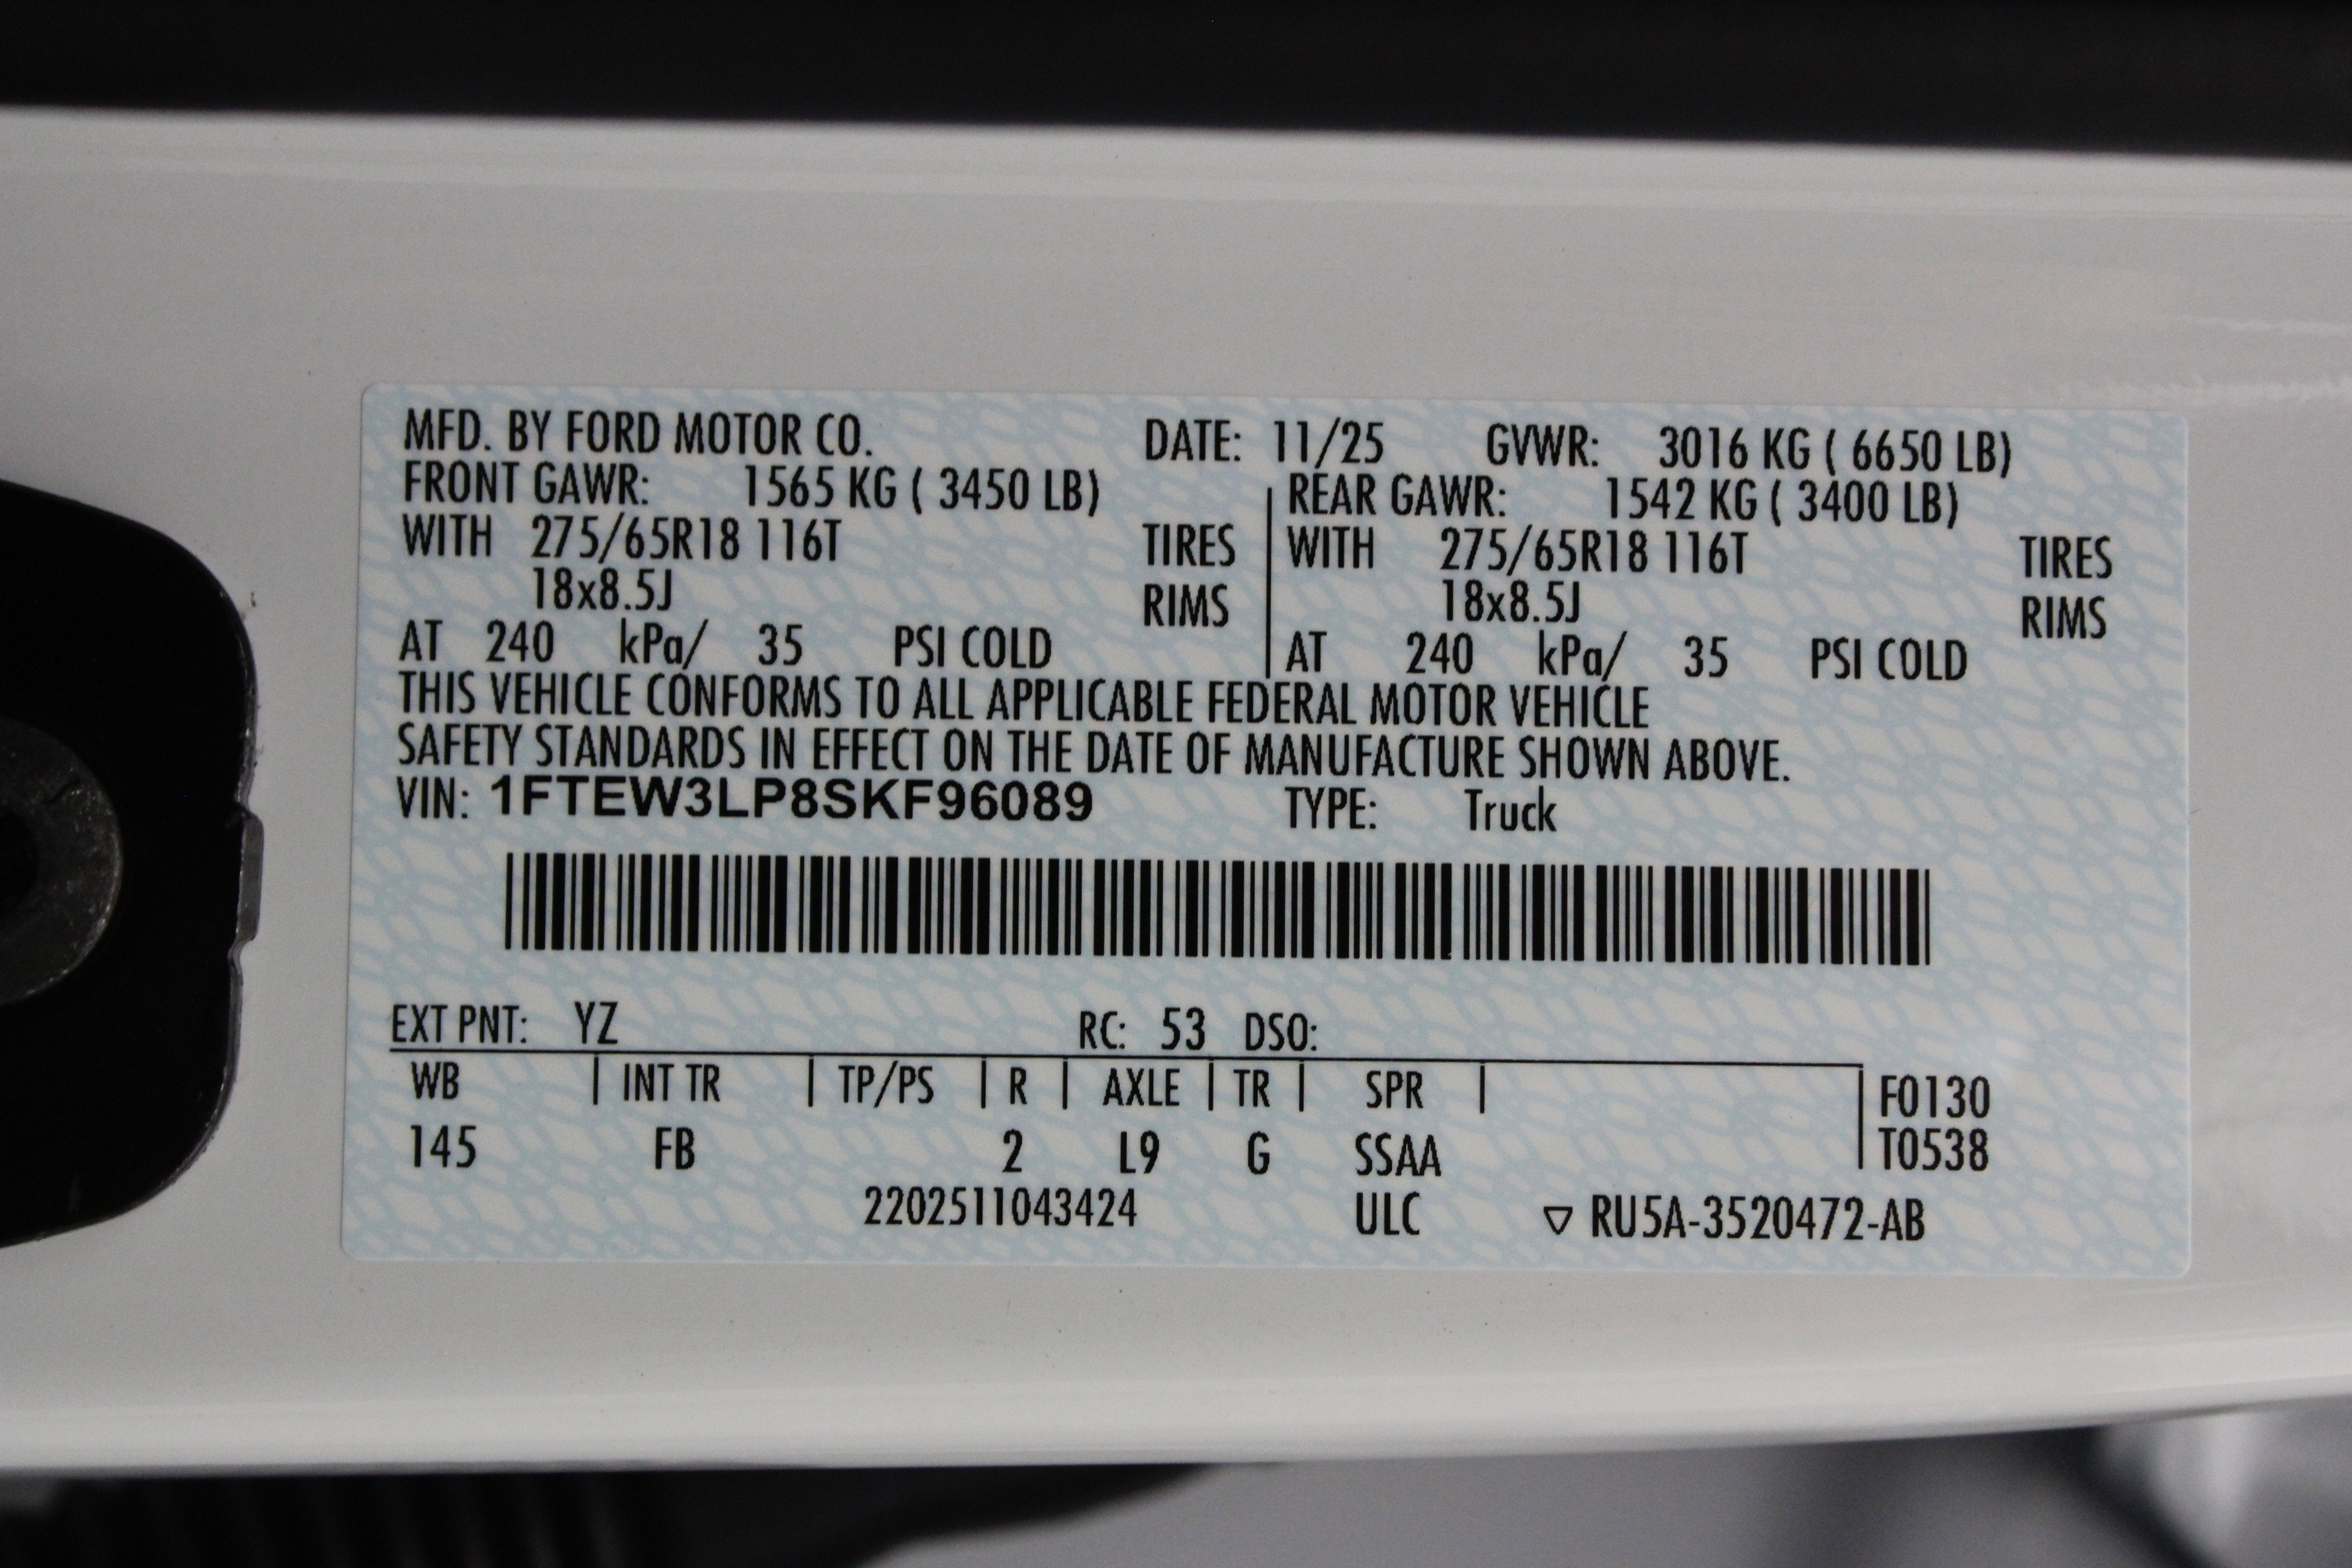 MFD. BY FORD MOTOR CO. DATE: 11/25 GVWR: 3016 KG ( 6650 LB)
FRONT GAWR: 1565 KG ( 3450 LB) REAR GAWR: 1542 KG ( 3400 LB)
WITH 275/65R18 116T TIRES WITH 275/65R18 116T TIRES
18x8.5J RIMS 18x8.5J RIMS
AT 240 kPa/ 35 PSI COLD AT 240 kPa/ 35 PSI COLD
THIS VEHICLE CONFORMS TO ALL APPLICABLE FEDERAL MOTOR VEHICLE
SAFETY STANDARDS IN EFFECT ON THE DATE OF MANUFACTURE SHOWN ABOVE.
VIN: 1FTEW3LP8SKF96089 TYPE: Truck
EXT PNT: YZ RC: 53 DSO:
WB INT TR TP/PS R AXLE TR SPR F0130
145 FB 2 L9 G SSAA T0538
2202511043424 ULC ▽ RU5A-3520472-AB